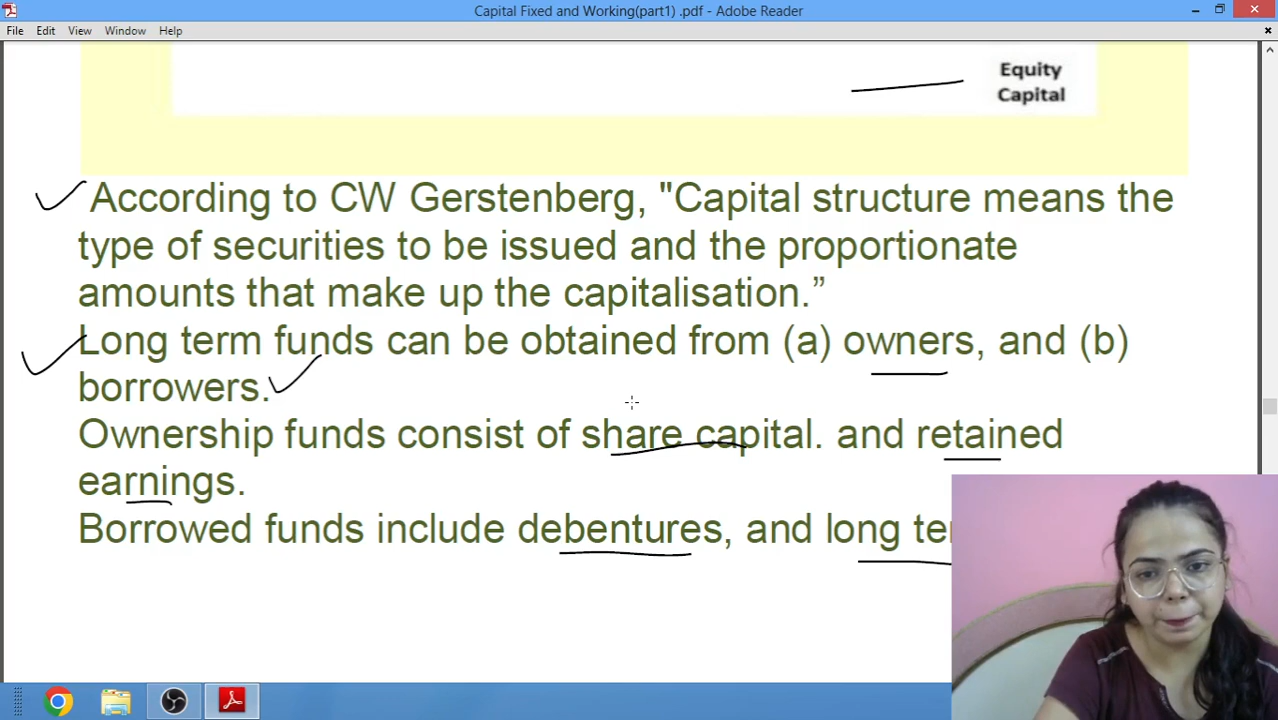 Capital Fixed and Working(part1) .pdf - Adobe Reader
File Edit View Window Help
Equity
Capital
According to CW Gerstenberg, "Capital structure means the
type of securities to be issued and the proportionate
amounts that make up the capitalisation.”
Long term funds can be obtained from (a) owners, and (b)
borrowers.
Ownership funds consist of share capital. and retained
earnings.
Borrowed funds include debentures, and long